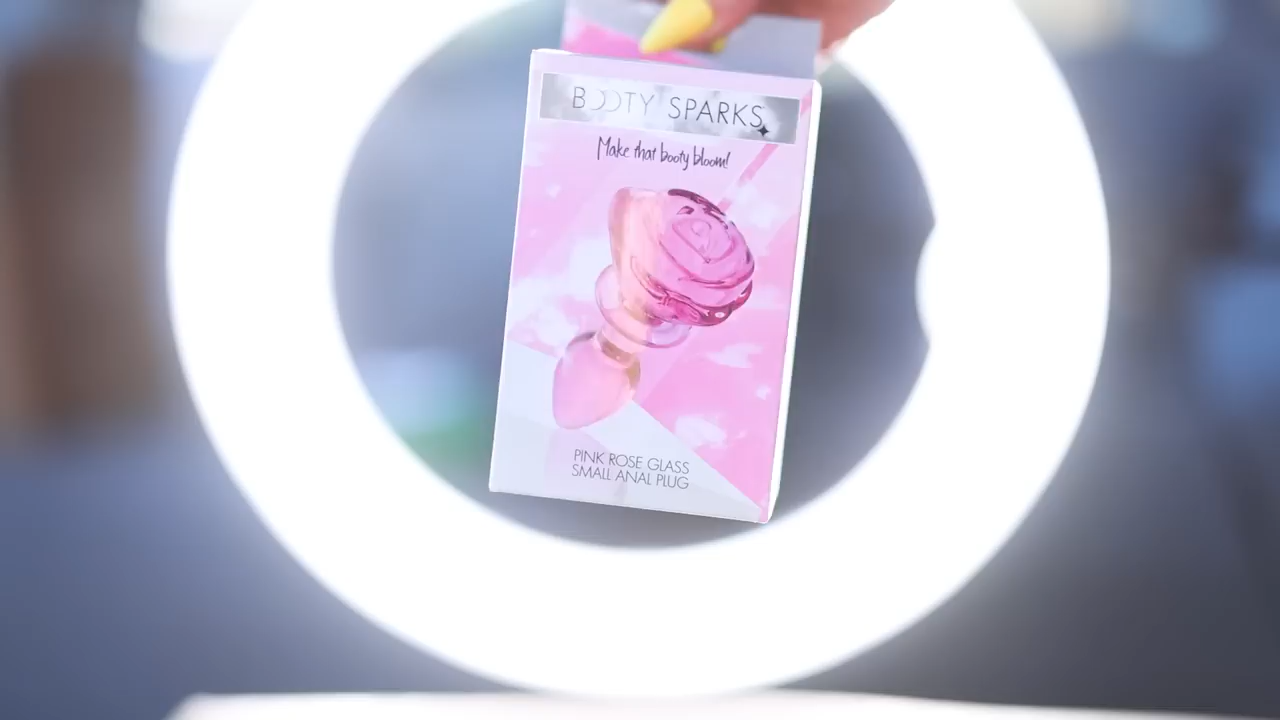 BOOTY SPARKS
Make that booty bloom!
PINK ROSE GLASS
SMALL ANAL PLUG